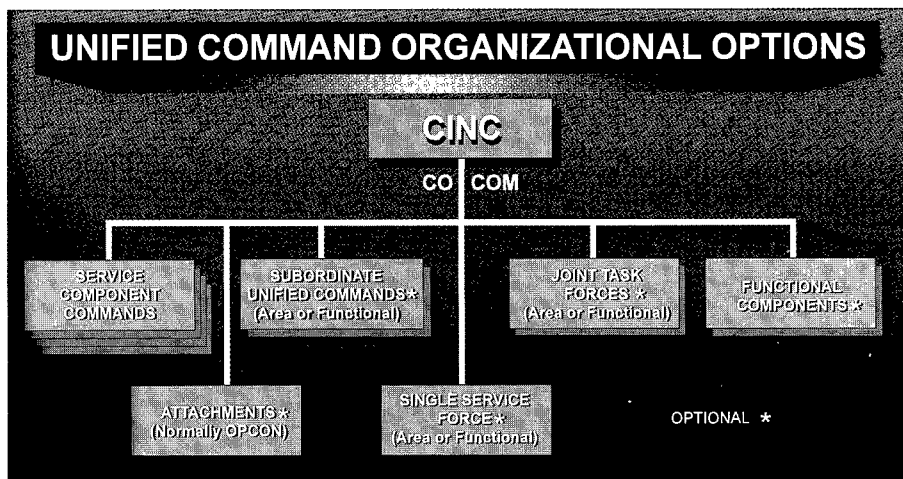 UNIFIED COMMAND ORGANIZATIONAL OPTIONS
CINC
CO COM
SERVICE
COMPONENT
COMMANDS
SUBORDINATE
UNIFIED COMMANDS *
(Area or Functional)
JOINT TASK
FORCES *
(Area or Functional)
FUNCTIONAL
COMPONENTS *
ATTACHMENTS *
(Normally OPCON)
SINGLE SERVICE
FORCE *
(Area or Functional)
OPTIONAL *